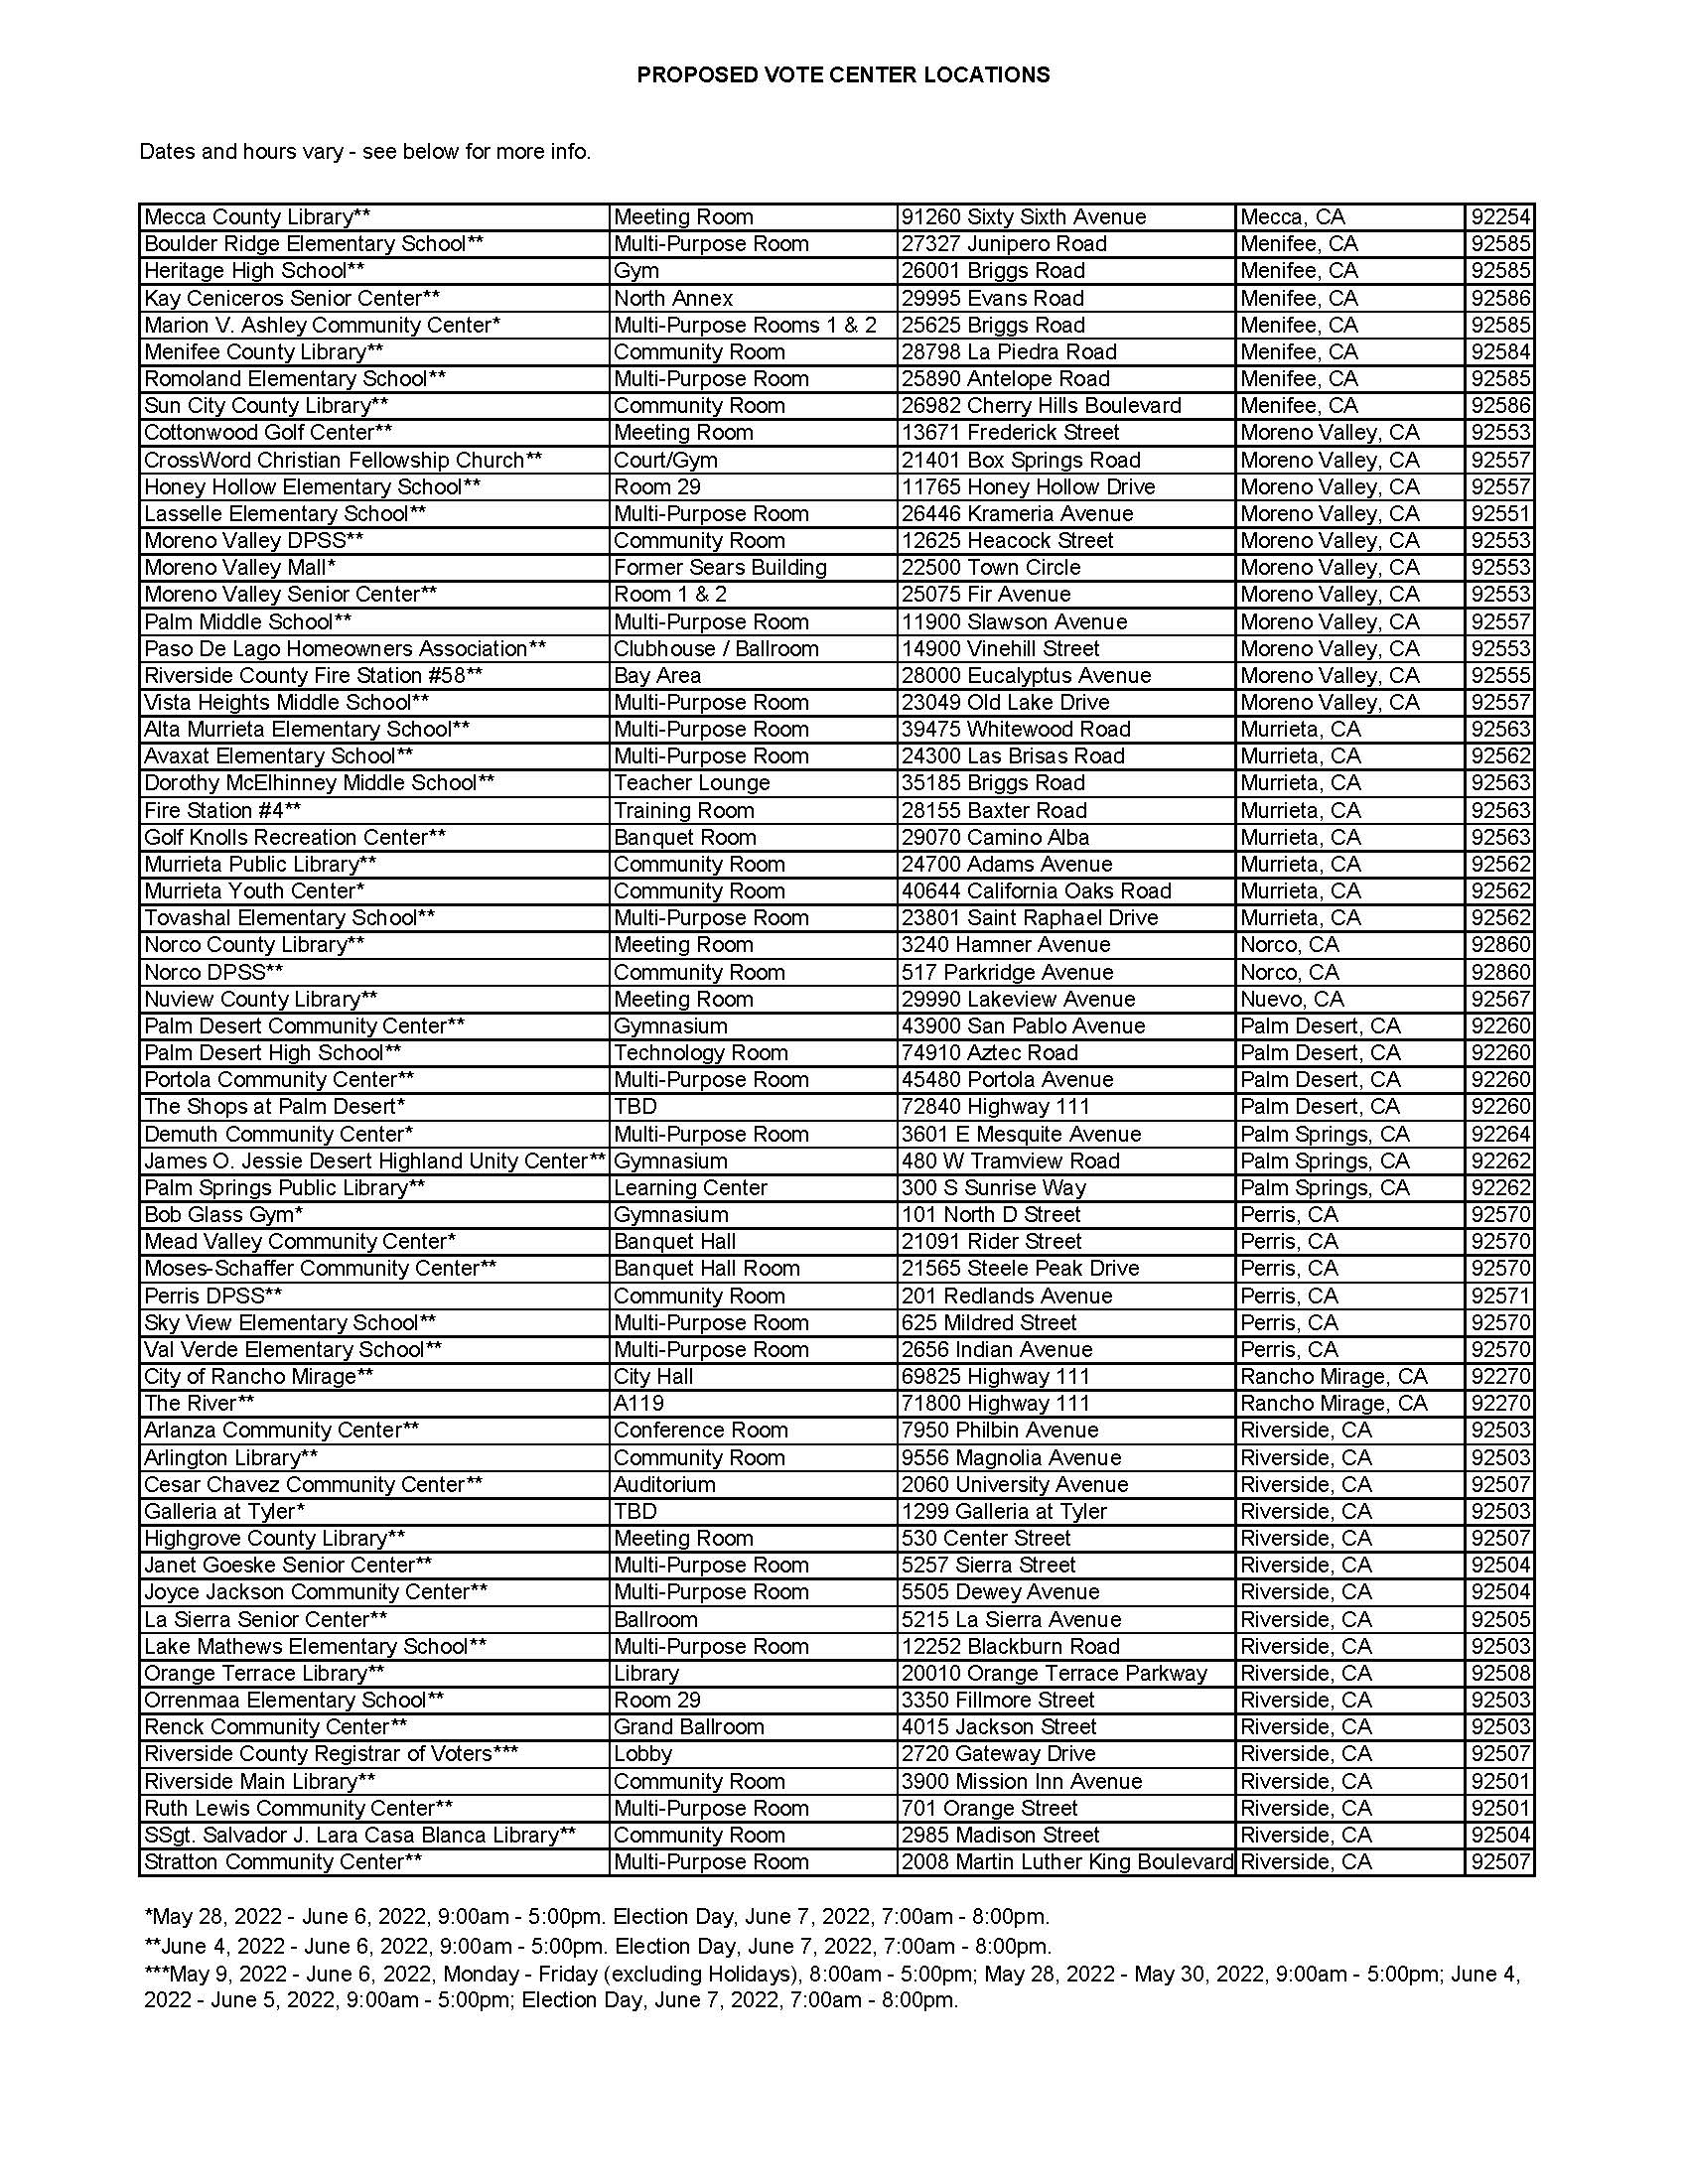 PROPOSED VOTE CENTER LOCATIONS
Dates and hours vary - see below for more info.
Mecca County Library** Meeting Room 91260 Sixty Sixth Avenue Mecca, CA 92254
Boulder Ridge Elementary School** Multi-Purpose Room 27327 Junipero Road Menifee, CA 92585
Heritage High School** Gym 26001 Briggs Road Menifee, CA 92585
Kay Ceniceros Senior Center** North Annex 29995 Evans Road Menifee, CA 92586
Marion V. Ashley Community Center* Multi-Purpose Rooms 1 & 2 25625 Briggs Road Menifee, CA 92585
Menifee County Library** Community Room 28798 La Piedra Road Menifee, CA 92584
Romoland Elementary School** Multi-Purpose Room 25890 Antelope Road Menifee, CA 92585
Sun City County Library** Community Room 26982 Cherry Hills Boulevard Menifee, CA 92586
Cottonwood Golf Center** Meeting Room 13671 Frederick Street Moreno Valley, CA 92553
CrossWord Christian Fellowship Church** Court/Gym 21401 Box Springs Road Moreno Valley, CA 92557
Honey Hollow Elementary School** Room 29 11765 Honey Hollow Drive Moreno Valley, CA 92557
Lasselle Elementary School** Multi-Purpose Room 26446 Krameria Avenue Moreno Valley, CA 92551
Moreno Valley DPSS** Community Room 12625 Heacock Street Moreno Valley, CA 92553
Moreno Valley Mall* Former Sears Building 22500 Town Circle Moreno Valley, CA 92553
Moreno Valley Senior Center** Room 1 & 2 25075 Fir Avenue Moreno Valley, CA 92553
Palm Middle School** Multi-Purpose Room 11900 Slawson Avenue Moreno Valley, CA 92557
Paso De Lago Homeowners Association** Clubhouse / Ballroom 14900 Vinehill Street Moreno Valley, CA 92553
Riverside County Fire Station #58** Bay Area 28000 Eucalyptus Avenue Moreno Valley, CA 92555
Vista Heights Middle School** Multi-Purpose Room 23049 Old Lake Drive Moreno Valley, CA 92557
Alta Murrieta Elementary School** Multi-Purpose Room 39475 Whitewood Road Murrieta, CA 92563
Avaxat Elementary School** Multi-Purpose Room 24300 Las Brisas Road Murrieta, CA 92562
Dorothy McElhinney Middle School** Teacher Lounge 35185 Briggs Road Murrieta, CA 92563
Fire Station #4** Training Room 28155 Baxter Road Murrieta, CA 92563
Golf Knolls Recreation Center** Banquet Room 29070 Camino Alba Murrieta, CA 92563
Murrieta Public Library** Community Room 24700 Adams Avenue Murrieta, CA 92562
Murrieta Youth Center* Community Room 40644 California Oaks Road Murrieta, CA 92562
Tovashal Elementary School** Multi-Purpose Room 23801 Saint Raphael Drive Murrieta, CA 92562
Norco County Library** Meeting Room 3240 Hamner Avenue Norco, CA 92860
Norco DPSS** Community Room 517 Parkridge Avenue Norco, CA 92860
Nuview County Library** Meeting Room 29990 Lakeview Avenue Nuevo, CA 92567
Palm Desert Community Center** Gymnasium 43900 San Pablo Avenue Palm Desert, CA 92260
Palm Desert High School** Technology Room 74910 Aztec Road Palm Desert, CA 92260
Portola Community Center** Multi-Purpose Room 45480 Portola Avenue Palm Desert, CA 92260
The Shops at Palm Desert* TBD 72840 Highway 111 Palm Desert, CA 92260
Demuth Community Center* Multi-Purpose Room 3601 E Mesquite Avenue Palm Springs, CA 92264
James O. Jessie Desert Highland Unity Center** Gymnasium 480 W Tramview Road Palm Springs, CA 92262
Palm Springs Public Library** Learning Center 300 S Sunrise Way Palm Springs, CA 92262
Bob Glass Gym* Gymnasium 101 North D Street Perris, CA 92570
Mead Valley Community Center* Banquet Hall 21091 Rider Street Perris, CA 92570
Moses-Schaffer Community Center** Banquet Hall Room 21565 Steele Peak Drive Perris, CA 92570
Perris DPSS** Community Room 201 Redlands Avenue Perris, CA 92571
Sky View Elementary School** Multi-Purpose Room 625 Mildred Street Perris, CA 92570
Val Verde Elementary School** Multi-Purpose Room 2656 Indian Avenue Perris, CA 92570
City of Rancho Mirage** City Hall 69825 Highway 111 Rancho Mirage, CA 92270
The River** A119 71800 Highway 111 Rancho Mirage, CA 92270
Arlanza Community Center** Conference Room 7950 Philbin Avenue Riverside, CA 92503
Arlington Library** Community Room 9556 Magnolia Avenue Riverside, CA 92503
Cesar Chavez Community Center** Auditorium 2060 University Avenue Riverside, CA 92507
Galleria at Tyler* TBD 1299 Galleria at Tyler Riverside, CA 92503
Highgrove County Library** Meeting Room 530 Center Street Riverside, CA 92507
Janet Goeske Senior Center** Multi-Purpose Room 5257 Sierra Street Riverside, CA 92504
Joyce Jackson Community Center** Multi-Purpose Room 5505 Dewey Avenue Riverside, CA 92504
La Sierra Senior Center** Ballroom 5215 La Sierra Avenue Riverside, CA 92505
Lake Mathews Elementary School** Multi-Purpose Room 12252 Blackburn Road Riverside, CA 92503
Orange Terrace Library** Library 20010 Orange Terrace Parkway Riverside, CA 92508
Orrenmaa Elementary School** Room 29 3350 Fillmore Street Riverside, CA 92503
Renck Community Center** Grand Ballroom 4015 Jackson Street Riverside, CA 92503
Riverside County Registrar of Voters*** Lobby 2720 Gateway Drive Riverside, CA 92507
Riverside Main Library** Community Room 3900 Mission Inn Avenue Riverside, CA 92501
Ruth Lewis Community Center** Multi-Purpose Room 701 Orange Street Riverside, CA 92501
SSgt. Salvador J. Lara Casa Blanca Library** Community Room 2985 Madison Street Riverside, CA 92504
Stratton Community Center** Multi-Purpose Room 2008 Martin Luther King Boulevard Riverside, CA 92507
*May 28, 2022 - June 6, 2022, 9:00am - 5:00pm. Election Day, June 7, 2022, 7:00am - 8:00pm.
**June 4, 2022 - June 6, 2022, 9:00am - 5:00pm. Election Day, June 7, 2022, 7:00am - 8:00pm.
***May 9, 2022 - June 6, 2022, Monday - Friday (excluding Holidays), 8:00am - 5:00pm; May 28, 2022 - May 30, 2022, 9:00am - 5:00pm; June 4,
2022 - June 5, 2022, 9:00am - 5:00pm; Election Day, June 7, 2022, 7:00am - 8:00pm.